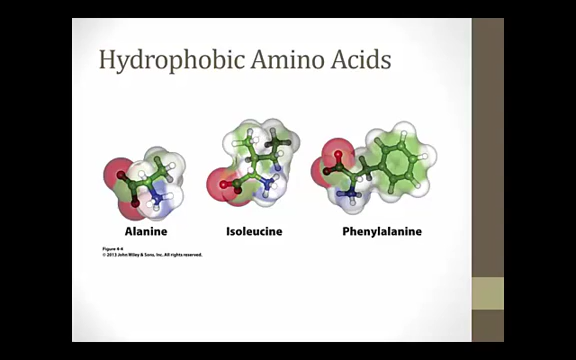 Hydrophobic Amino Acids
Alanine Isoleucine Phenylalanine
Figure 4-4
© 2013 John Wiley & Sons, Inc. All rights reserved.